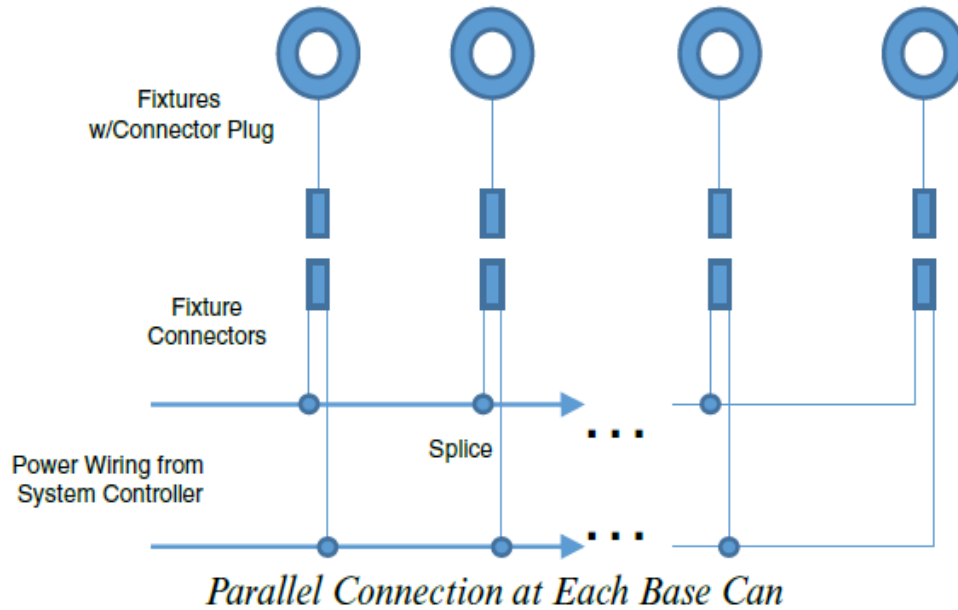 Fixtures
w/Connector Plug
Fixture
Connectors
. . .
Splice
Power Wiring from
System Controller
. . .
Parallel Connection at Each Base Can